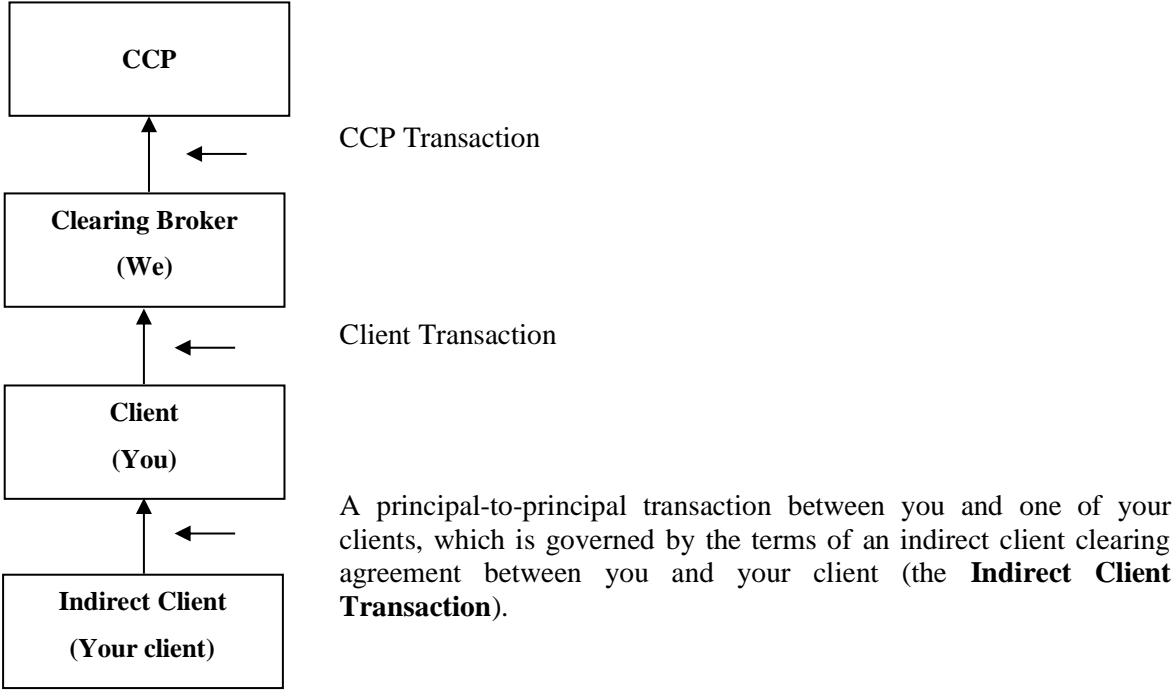 CCP
CCP Transaction
Clearing Broker
(We)
Client Transaction
Client
(You)
A principal-to-principal transaction between you and one of your
clients, which is governed by the terms of an indirect client clearing
agreement between you and your client (the Indirect Client
Transaction).
Indirect Client
(Your client)